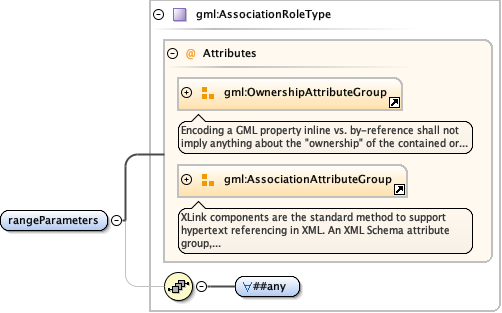 gml:AssociationRoleType
@ Attributes
gml:OwnershipAttributeGroup
Encoding a GML property inline vs. by-reference shall not
imply anything about the "ownership" of the contained or...
gml:AssociationAttributeGroup
XLink components are the standard method to support
hypertext referencing in XML. An XML Schema attribute
group,...
rangeParameters
∀##any